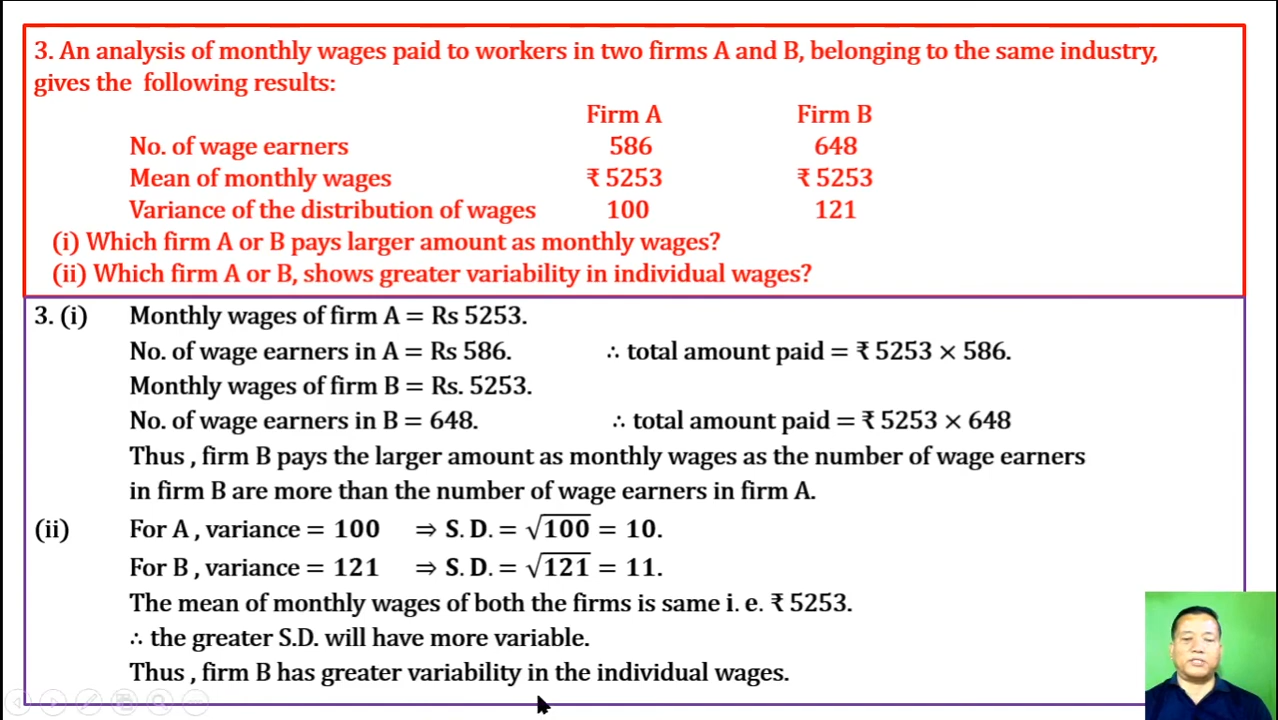 3. An analysis of monthly wages paid to workers in two firms A and B, belonging to the same industry,
gives the following results:
Firm A Firm B
No. of wage earners 586 648
Mean of monthly wages ₹ 5253 ₹ 5253
Variance of the distribution of wages 100 121
(i) Which firm A or B pays larger amount as monthly wages?
(ii) Which firm A or B, shows greater variability in individual wages?
3. (i) Monthly wages of firm A = Rs 5253.
No. of wage earners in A = Rs 586. ∴ total amount paid = ₹ 5253 × 586.
Monthly wages of firm B = Rs. 5253.
No. of wage earners in B = 648. ∴ total amount paid = ₹ 5253 × 648
Thus , firm B pays the larger amount as monthly wages as the number of wage earners
in firm B are more than the number of wage earners in firm A.
(ii) For A , variance = 100 ⇒ S. D. = √100 = 10.
For B , variance = 121 ⇒ S. D. = √121 = 11.
The mean of monthly wages of both the firms is same i. e. ₹ 5253.
∴ the greater S.D. will have more variable.
Thus , firm B has greater variability in the individual wages.